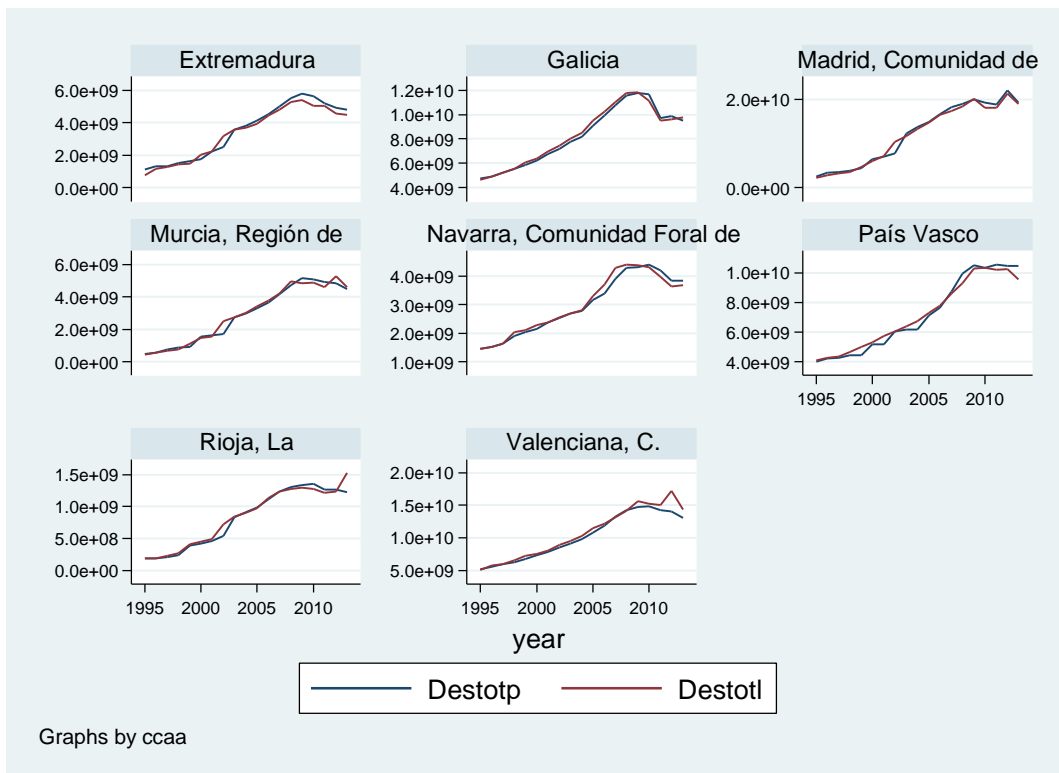 Extremadura
Galicia
Madrid, Comunidad de
6.0e+09
4.0e+09
2.0e+09
0.0e+00
1.2e+10
1.0e+10
8.0e+09
6.0e+09
4.0e+09
2.0e+10
0.0e+00
Murcia, Región de
Navarra, Comunidad Foral de
País Vasco
6.0e+09
4.0e+09
2.0e+09
0.0e+00
4.0e+09
3.0e+09
2.0e+09
1.0e+09
1.0e+10
8.0e+09
6.0e+09
4.0e+09
1995 2000 2005 2010
Rioja, La
Valenciana, C.
1.5e+09
1.0e+09
5.0e+08
0.0e+00
2.0e+10
1.5e+10
1.0e+10
5.0e+09
1995 2000 2005 2010
1995 2000 2005 2010
year
Destotp Destotl
Graphs by ccaa